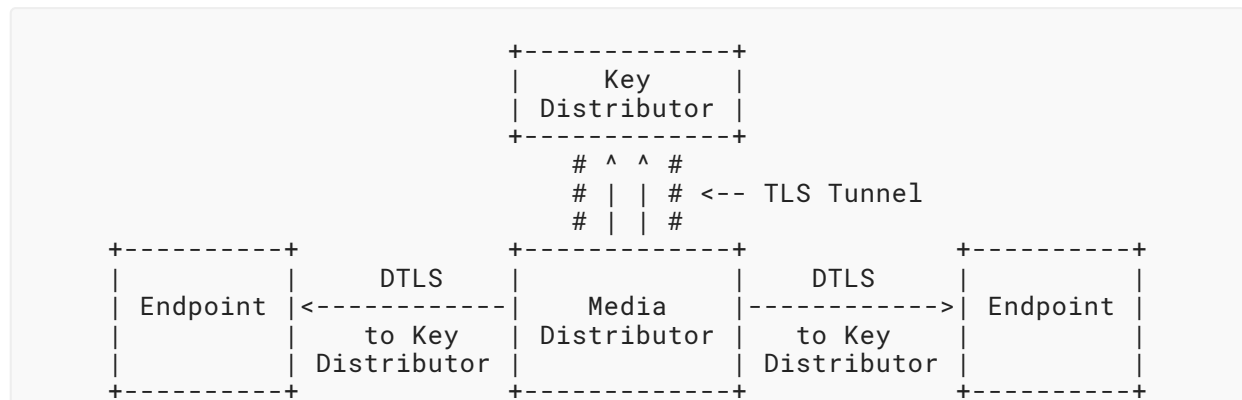 +-------------+
|     Key     |
| Distributor |
+-------------+
# ^ ^ #
# | | # <-- TLS Tunnel
# | | #
+----------+             +-------------+             +----------+
|          |     DTLS    |             |    DTLS     |          |
| Endpoint |<------------|    Media    |------------>| Endpoint |
|          |    to Key   | Distributor |   to Key    |          |
|          | Distributor |             | Distributor |          |
+----------+             +-------------+             +----------+